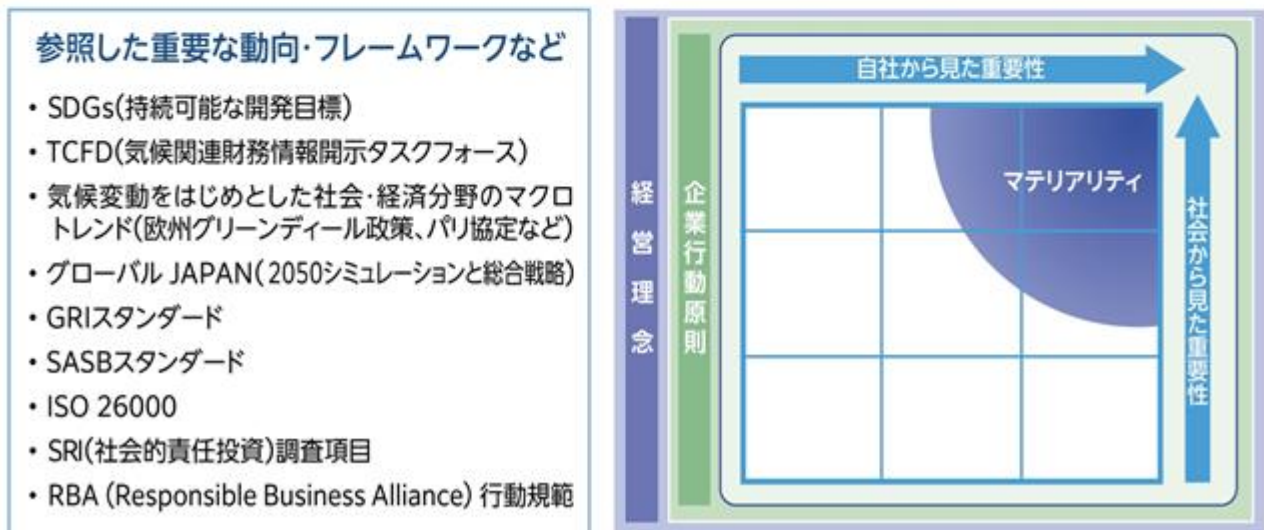 参照した重要な動向・フレームワークなど
・SDGs(持続可能な開発目標)
・TCFD(気候関連財務情報開示タスクフォース)
・気候変動をはじめとした社会・経済分野のマクロ
トレンド(欧州グリーンディール政策、パリ協定など)
・グローバル JAPAN(2050シミュレーションと総合戦略)
・GRIスタンダード
・SASBスタンダード
・ISO 26000
・SRI(社会的責任投資)調査項目
・RBA (Responsible Business Alliance) 行動規範
経営理念
企業行動原則
自社から見た重要性
マテリアリティ
社会から見た重要性